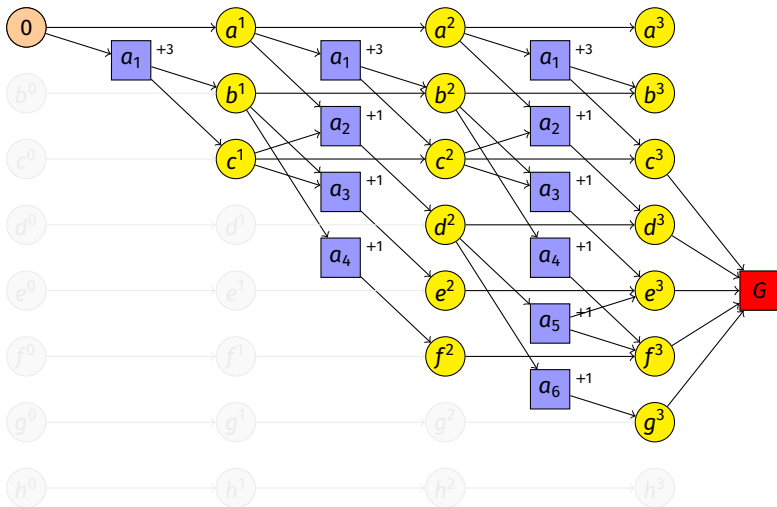 0 a¹ a² a³
a₁ +3 a₁ +3 a₁ +3
b⁰ b¹ b² b³
a₂ +1 a₂ +1
c⁰ c¹ c² c³
a₃ +1 a₃ +1
d⁰ d¹ d² d³
a₄ +1 a₄ +1
e⁰ e¹ e² e³ G
a₅ +1
f⁰ f¹ f² f³
a₆ +1
g⁰ g¹ g² g³
h⁰ h¹ h² h³